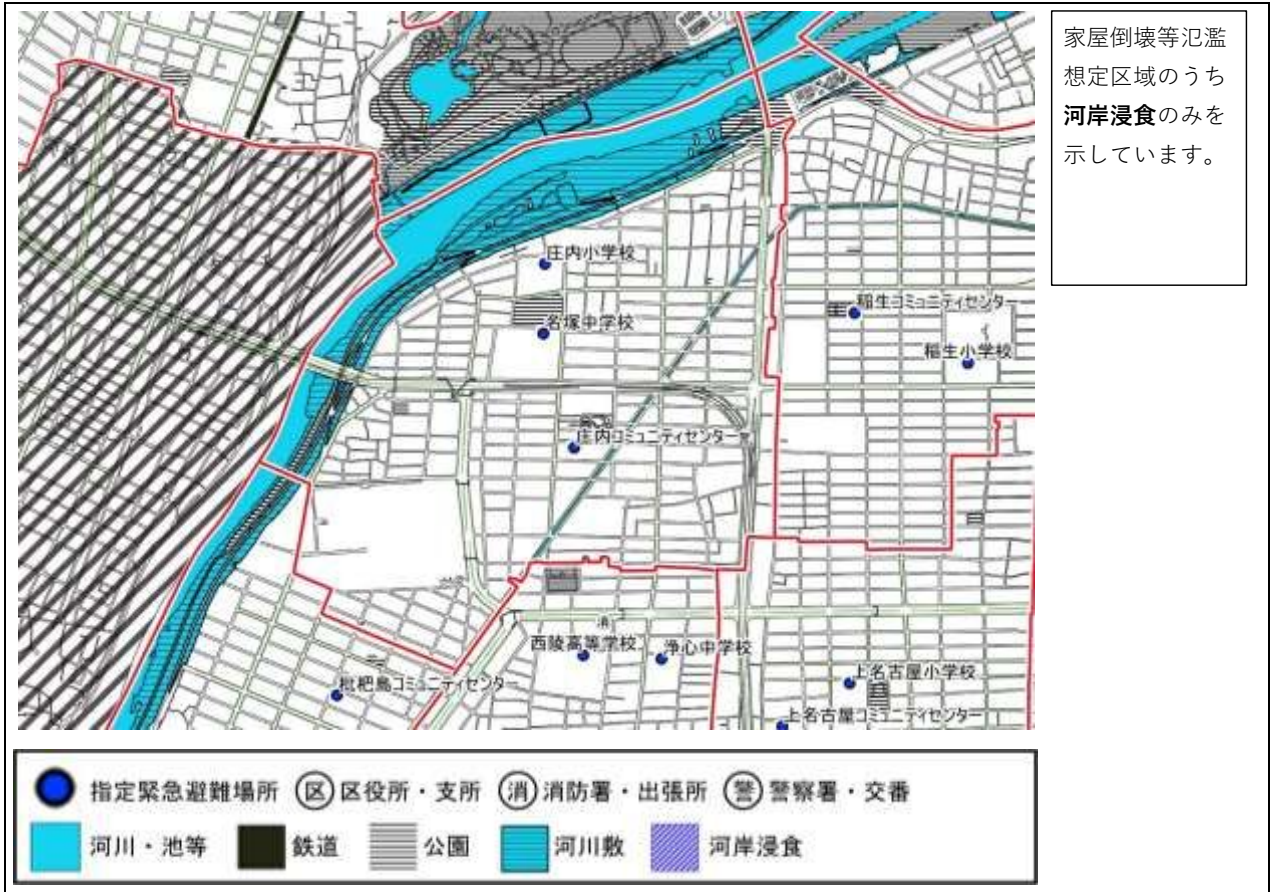 家屋倒壊等氾濫
想定区域のうち
河岸浸食のみを
示しています。
庄内小学校
名塚中学校
稲生コミュニティセンター
稲生小学校
庄内コミュニティセンター
消
西陵高等学校
浄心中学校
枇杷島コミュニティセンター
上名古屋小学校
上名古屋コミュニティセンター
指定緊急避難場所 区 区役所・支所 消 消防署・出張所 警 警察署・交番
河川・池等 鉄道 公園 河川敷 河岸浸食